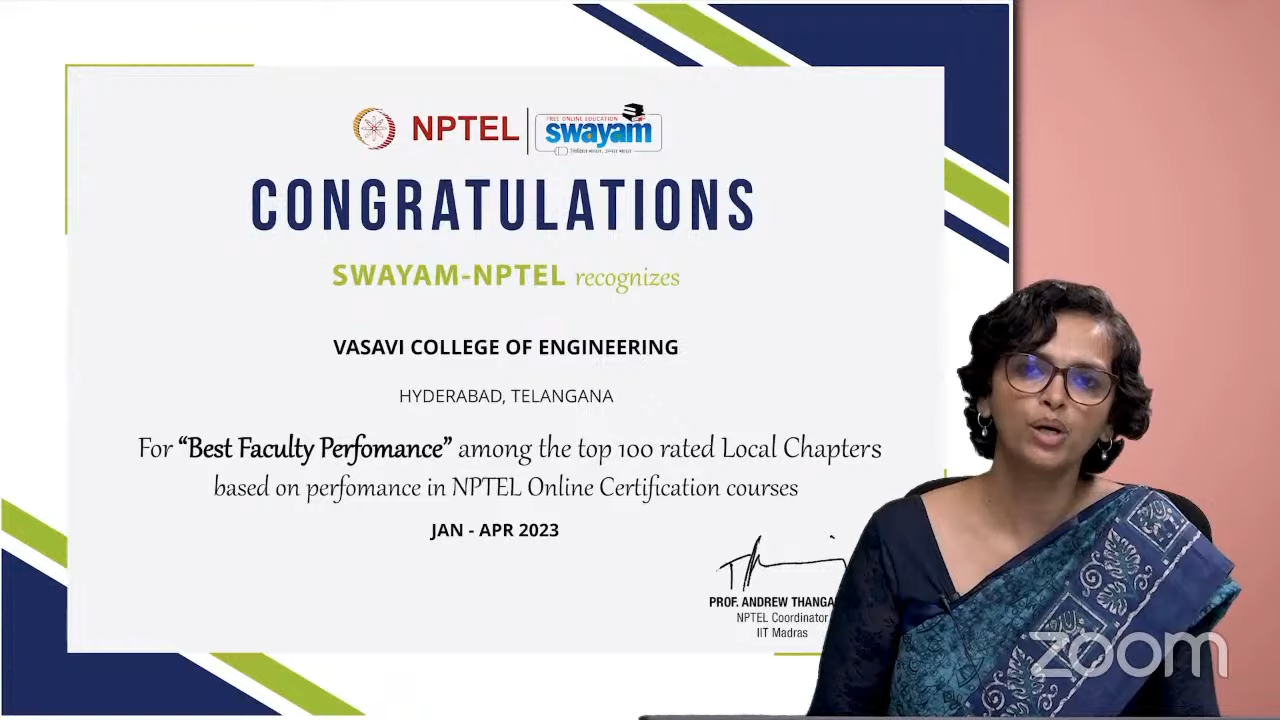 NPTEL
FREE ONLINE EDUCATION
swayam
CONGRATULATIONS
SWAYAM-NPTEL recognizes
VASAVI COLLEGE OF ENGINEERING
HYDERABAD, TELANGANA
For “Best Faculty Perfomance” among the top 100 rated Local Chapters
based on perfomance in NPTEL Online Certification courses
JAN - APR 2023
PROF. ANDREW THANGA
NPTEL Coordinator
IIT Madras
zoom